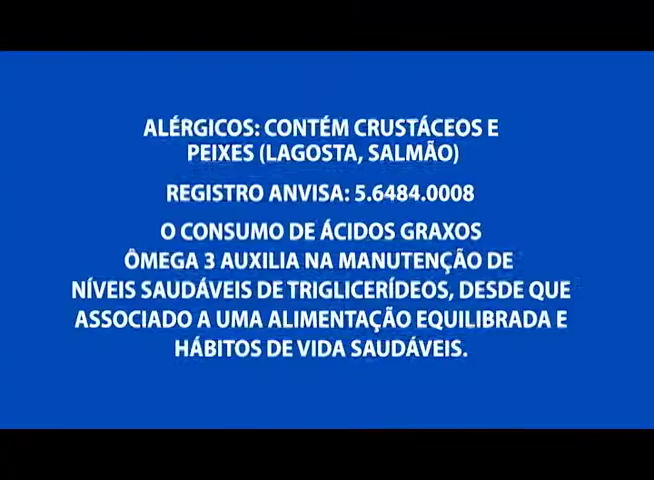 ALÉRGICOS: CONTÉM CRUSTÁCEOS E
PEIXES (LAGOSTA, SALMÃO)
REGISTRO ANVISA: 5.6484.0008
O CONSUMO DE ÁCIDOS GRAXOS
ÔMEGA 3 AUXILIA NA MANUTENÇÃO DE
NÍVEIS SAUDÁVEIS DE TRIGLICERÍDEOS, DESDE QUE
ASSOCIADO A UMA ALIMENTAÇÃO EQUILIBRADA E
HÁBITOS DE VIDA SAUDÁVEIS.